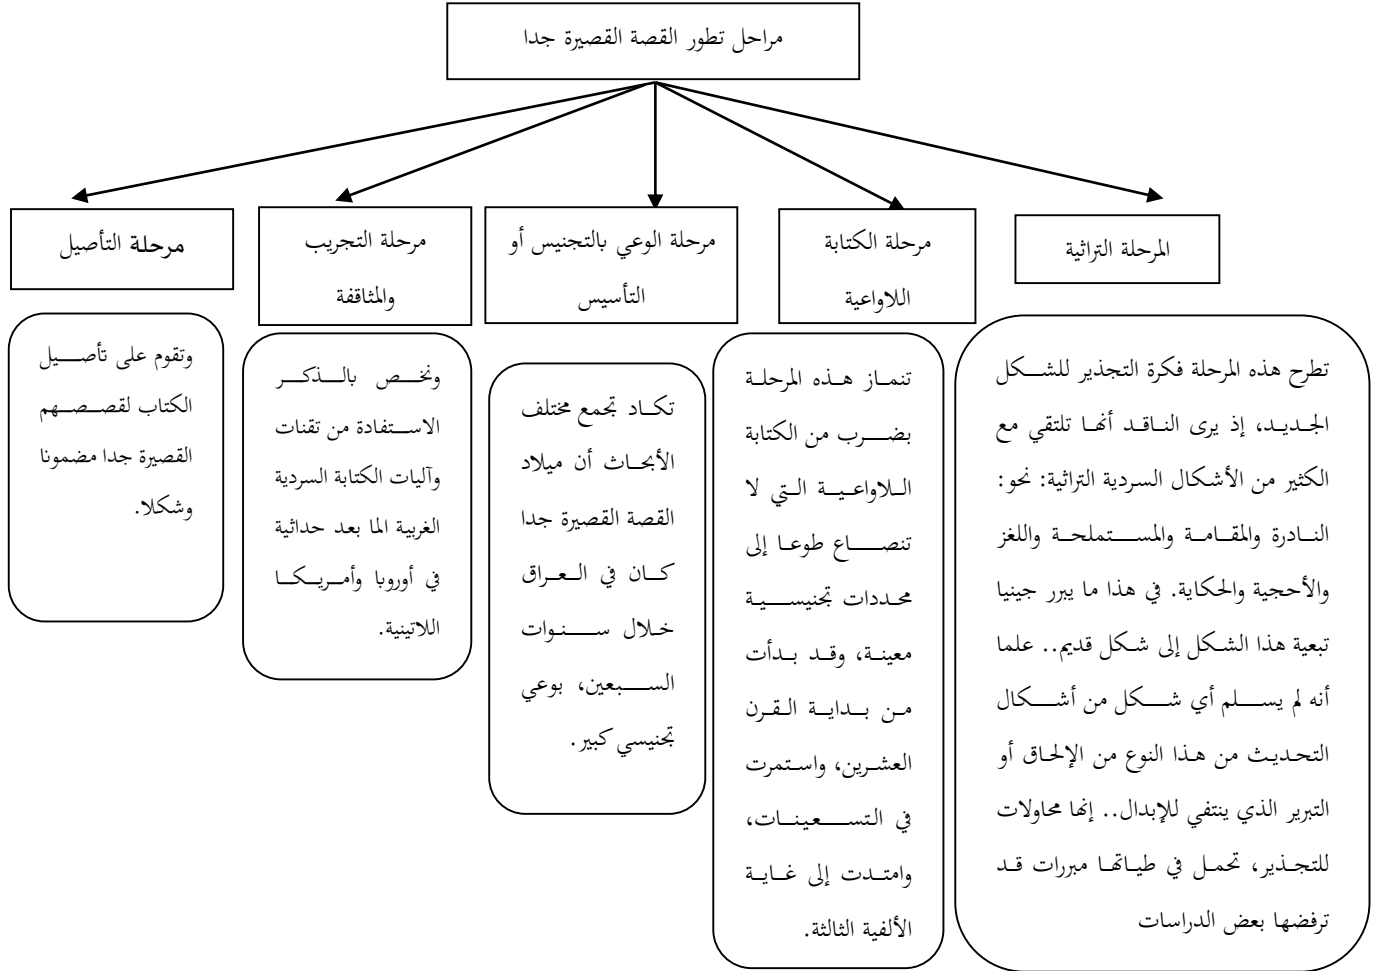 مراحل تطور القصة القصيرة جدا
المرحلة التراثية
مرحلة الكتابة
اللاواعية
مرحلة الوعي بالتجنيس أو
التأسيس
مرحلة التجريب
والمثاقفة
مرحلة التأصيل
تطرح هذه المرحلة فكرة التجذير للشكل
الجديد، إذ يرى الناقد أنها تلتقي مع
الكثير من الأشكال السردية التراثية: نحو:
النادرة والمقامة والمستملحة واللغز
والأحجية والحكاية. في هذا ما يبرر جينيا
تبعية هذا الشكل إلى شكل قديم.. علما
أنه لم يسلم أي شكل من أشكال
التحديث من هذا النوع من الإلحاق أو
التبرير الذي ينتفي للإبدال.. إنها محاولات
للتجذير، تحمل في طياتها مبررات قد
ترفضها بعض الدراسات
تنماز هذه المرحلة
بضرب من الكتابة
اللاواعية التي لا
تنصاع طوعا إلى
محددات تجنيسية
معينة، وقد بدأت
من بداية القرن
العشرين، واستمرت
في التسعينات،
وامتدت إلى غاية
الألفية الثالثة.
تكاد تجمع مختلف
الأبحاث أن ميلاد
القصة القصيرة جدا
كان في العراق
خلال سنوات
السبعين، بوعي
تجنيسي كبير.
ونخص بالذكر
الاستفادة من تقنات
وآليات الكتابة السردية
الغربية الما بعد حداثية
في أوروبا وأمريكا
اللاتينية.
وتقوم على تأصيل
الكتاب لقصصهم
القصيرة جدا مضمونا
وشكلا.